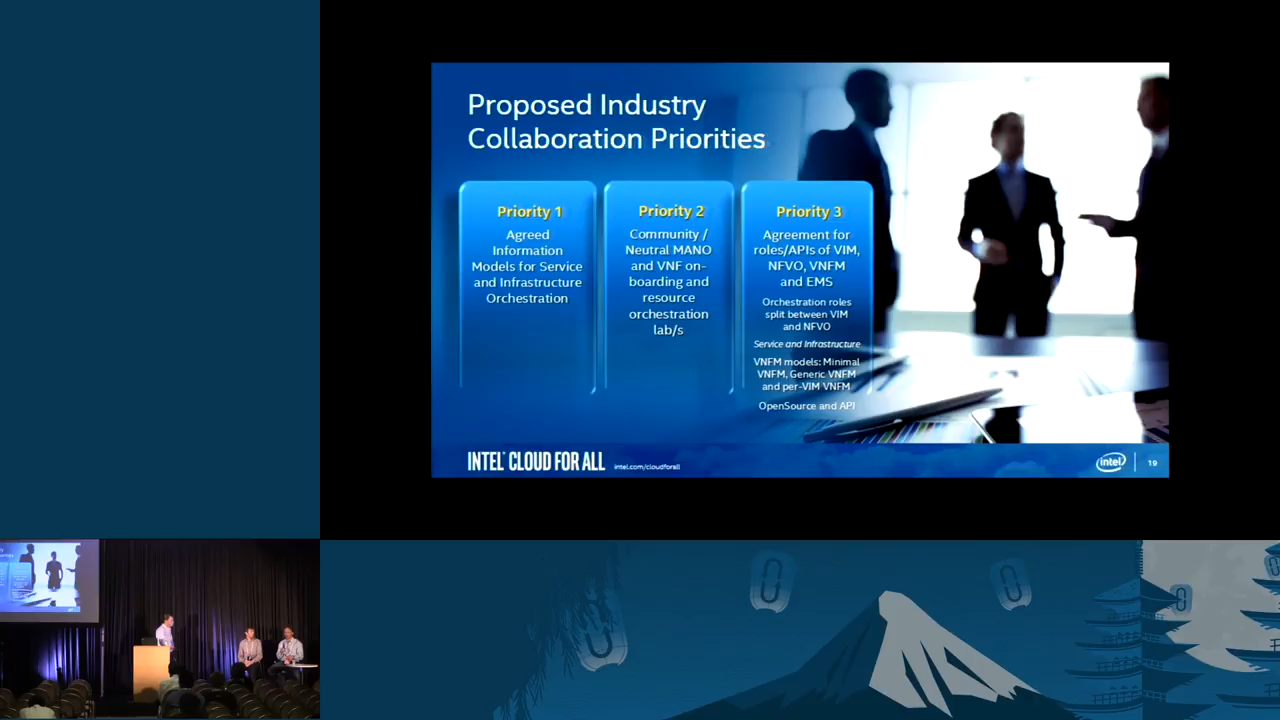 Proposed Industry
Collaboration Priorities
Priority 1
Agreed
Information
Models for Service
and Infrastructure
Orchestration
Priority 2
Community /
Neutral MANO
and VNF on-
boarding and
resource
orchestration
lab/s
Priority 3
Agreement for
roles/APIs of VIM,
NFVO, VNFM
and EMS
Orchestration roles
split between VIM
and NFVO
Service and Infrastructure
VNFM models: Minimal
VNFM, Generic VNFM
and per-VIM VNFM
OpenSource and API
INTEL® CLOUD FOR ALL
intel.com/cloudforall
intel
19